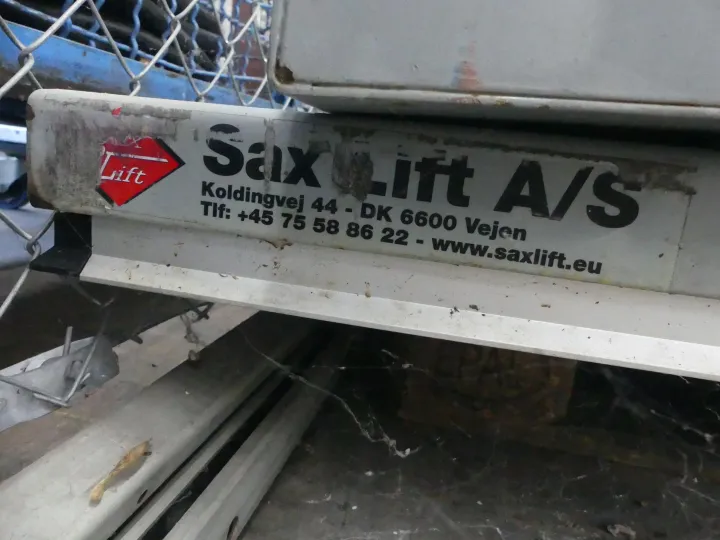 Sax Lift A/S
Lift
Koldingvej 44 - DK 6600 Vejen
Tlf: +45 75 58 86 22 - www.saxlift.eu